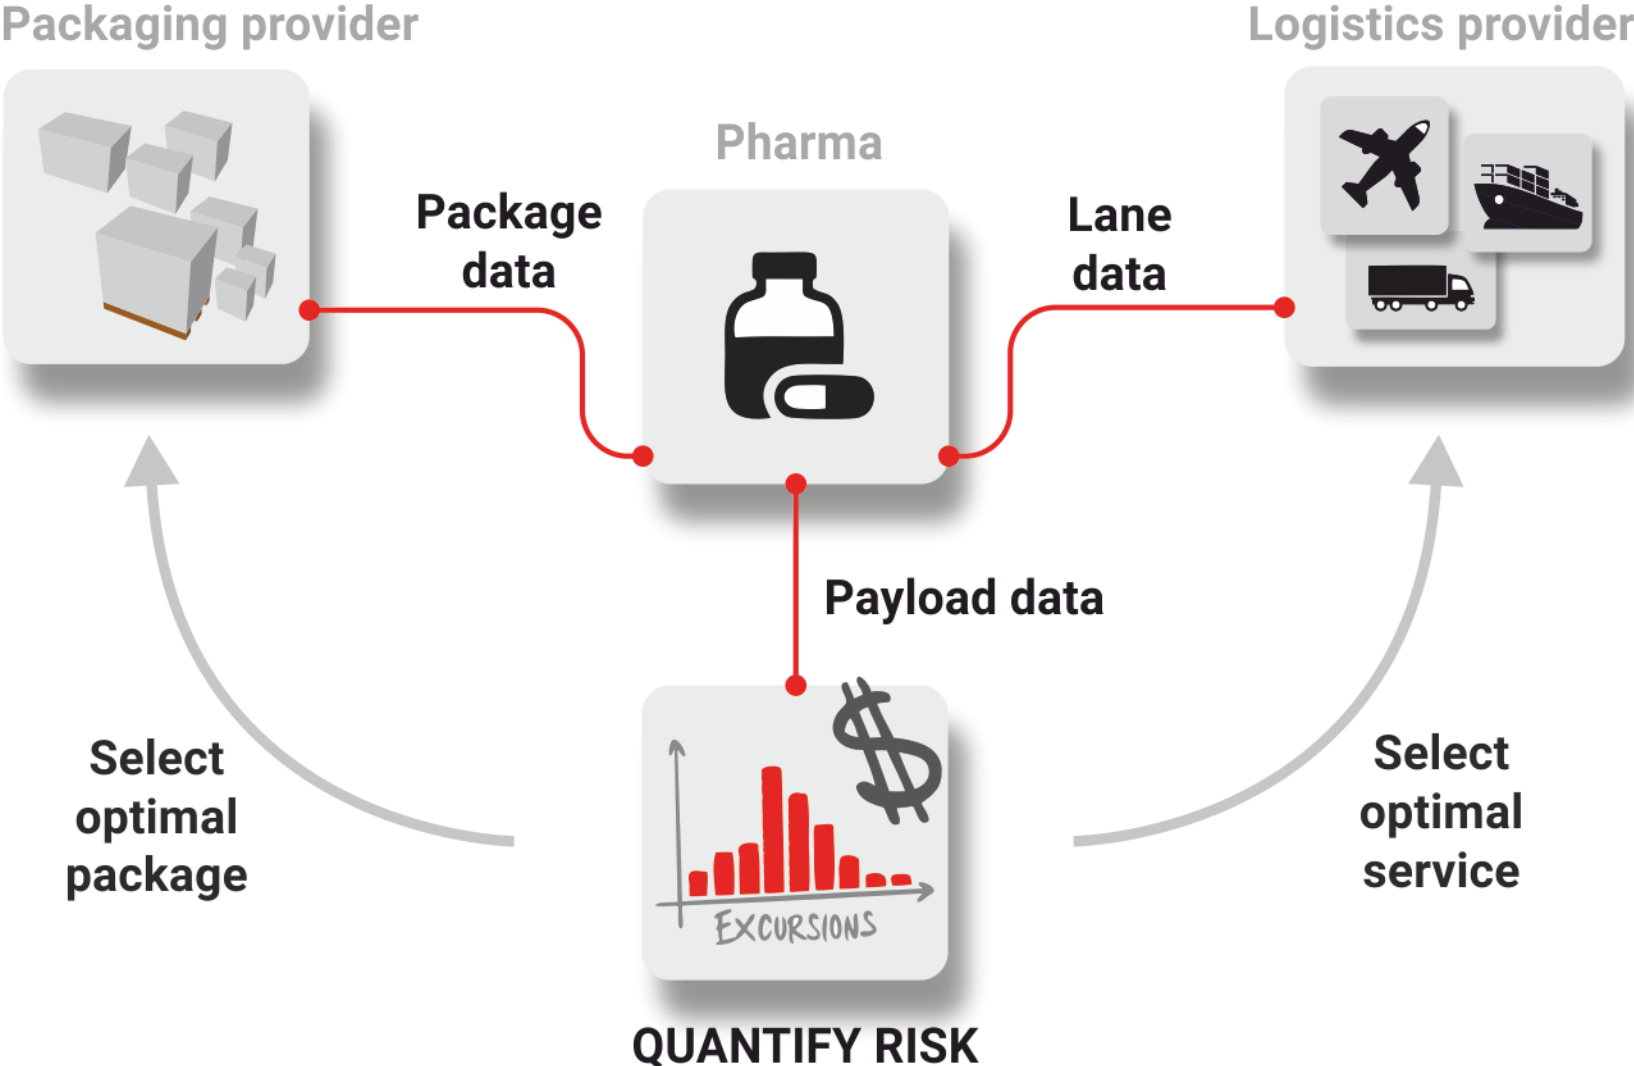 Packaging provider
Logistics provider
Pharma
Package
data
Lane
data
Payload data
Select
optimal
package
Select
optimal
service
$
EXCURSIONS
QUANTIFY RISK